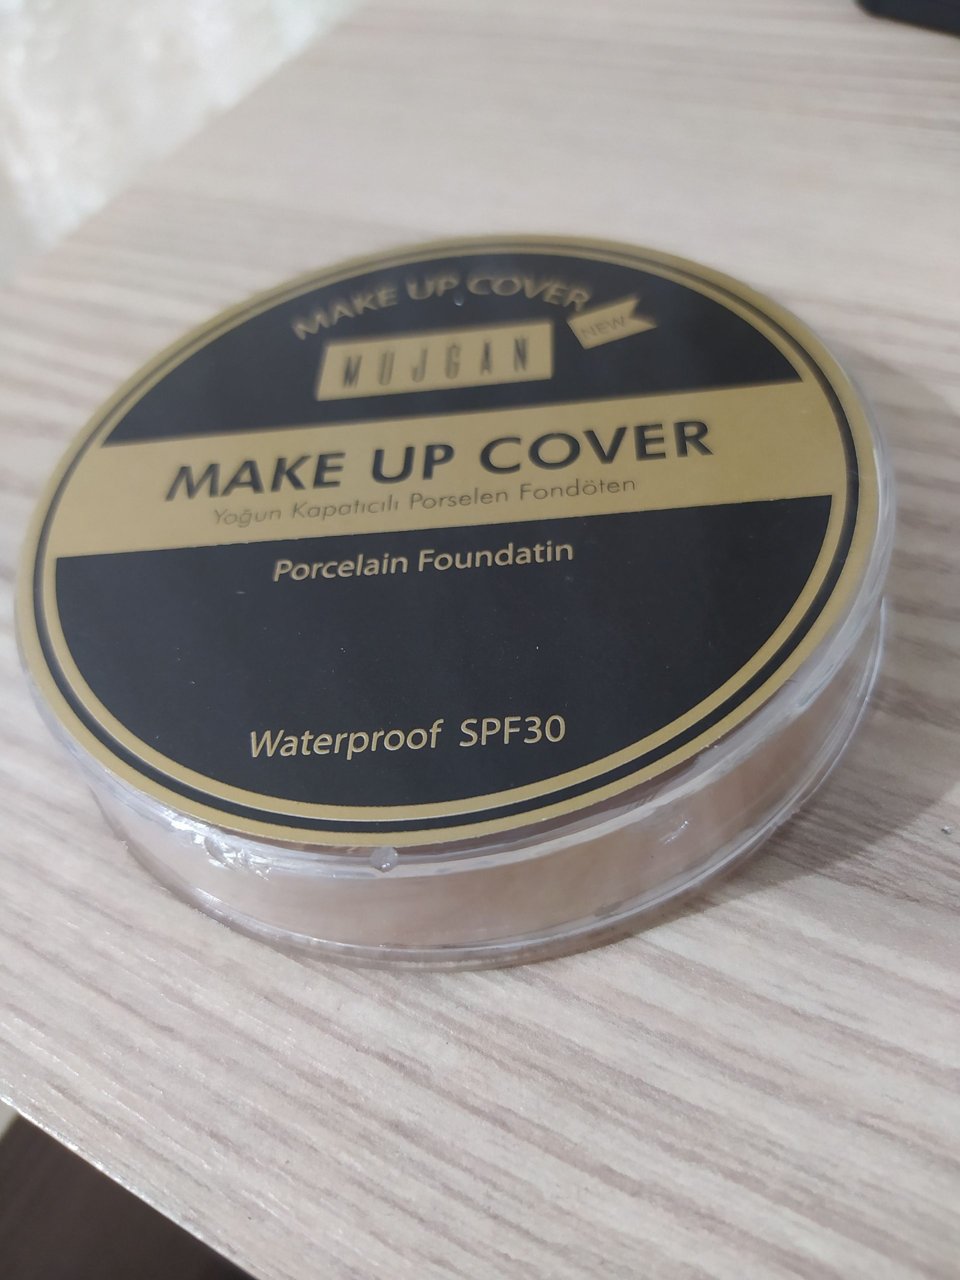 MAKE UP COVER
NEW
MUJGAN
MAKE UP COVER
Yoğun Kapatıcılı Porselen Fondöten
Porcelain Foundatin
Waterproof SPF30